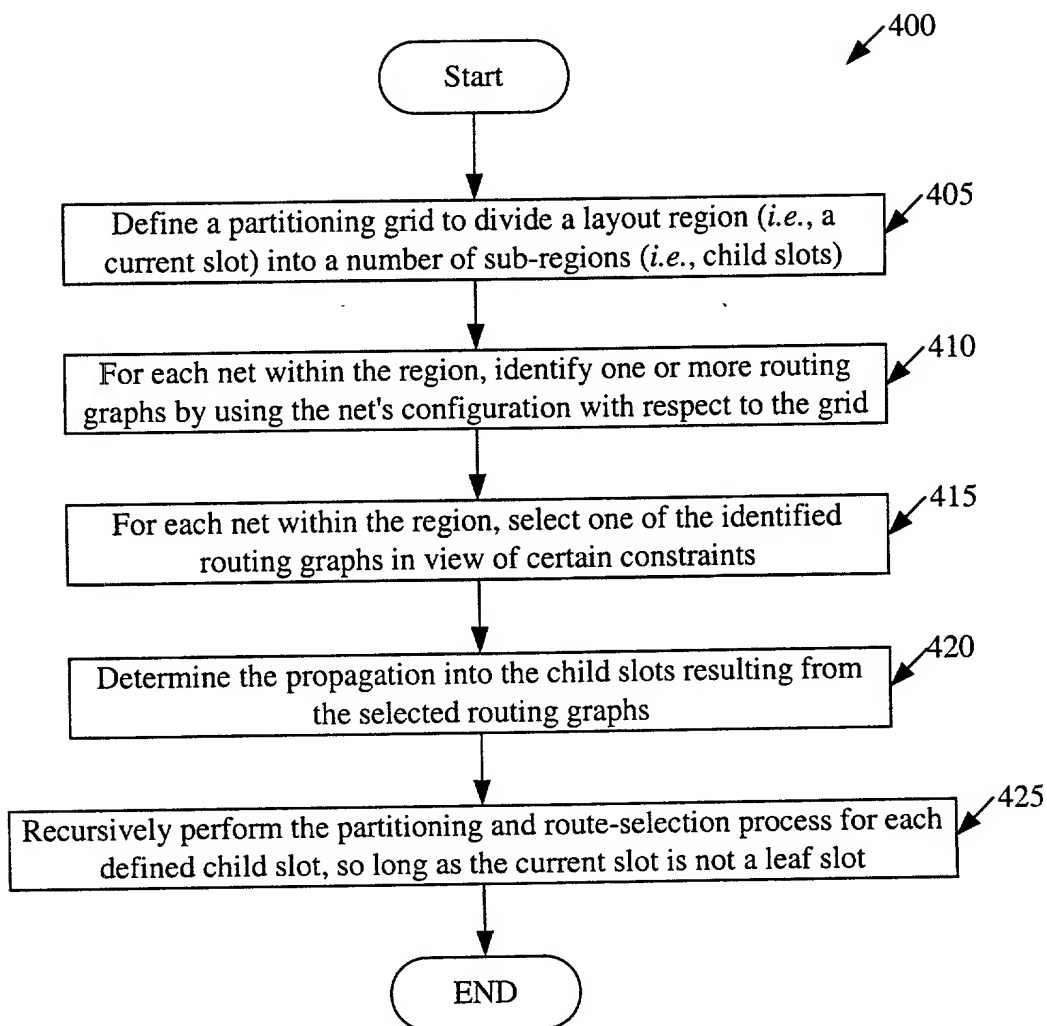 400
Start
405
Define a partitioning grid to divide a layout region (i.e., a
current slot) into a number of sub-regions (i.e., child slots)
410
For each net within the region, identify one or more routing
graphs by using the net's configuration with respect to the grid
415
For each net within the region, select one of the identified
routing graphs in view of certain constraints
420
Determine the propagation into the child slots resulting from
the selected routing graphs
425
Recursively perform the partitioning and route-selection process for each
defined child slot, so long as the current slot is not a leaf slot
END